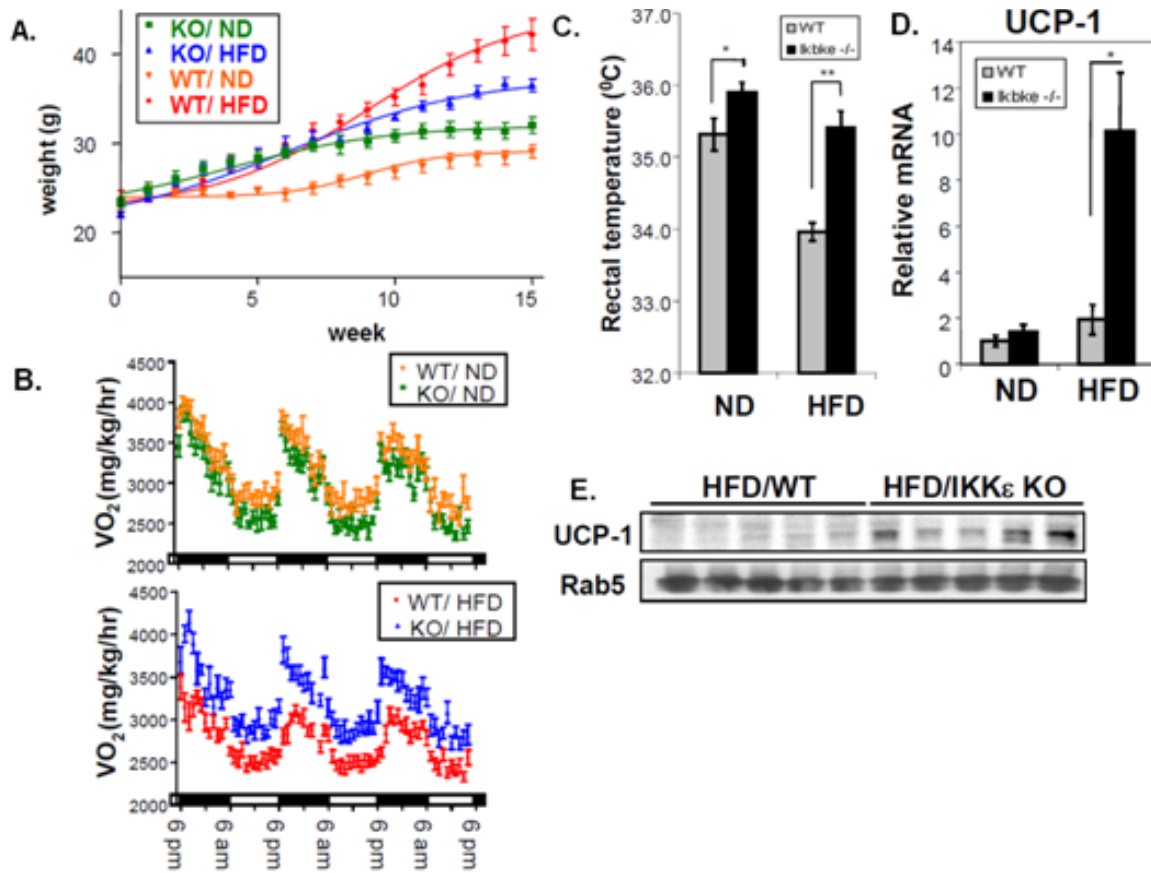 A.
KO/ ND
KO/ HFD
WT/ ND
WT/ HFD
weight (g)
40
30
20
0
5
10
15
week
B.
WT/ ND
KO/ ND
VO2(mg/kg/hr)
4500
4000
3500
3000
2500
2000
WT/ HFD
KO/ HFD
VO2(mg/kg/hr)
4500
4000
3500
3000
2500
2000
6 pm
6 am
6 pm
6 am
6 pm
6 am
6 pm
C.
WT
Ikbke -/-
Rectal temperature (⁰C)
37.0
36.0
35.0
34.0
33.0
32.0
*
**
ND
HFD
D.
UCP-1
WT
Ikbke -/-
Relative mRNA
14
12
10
8
6
4
2
0
*
ND
HFD
E.
HFD/WT
HFD/IKKε KO
UCP-1
Rab5